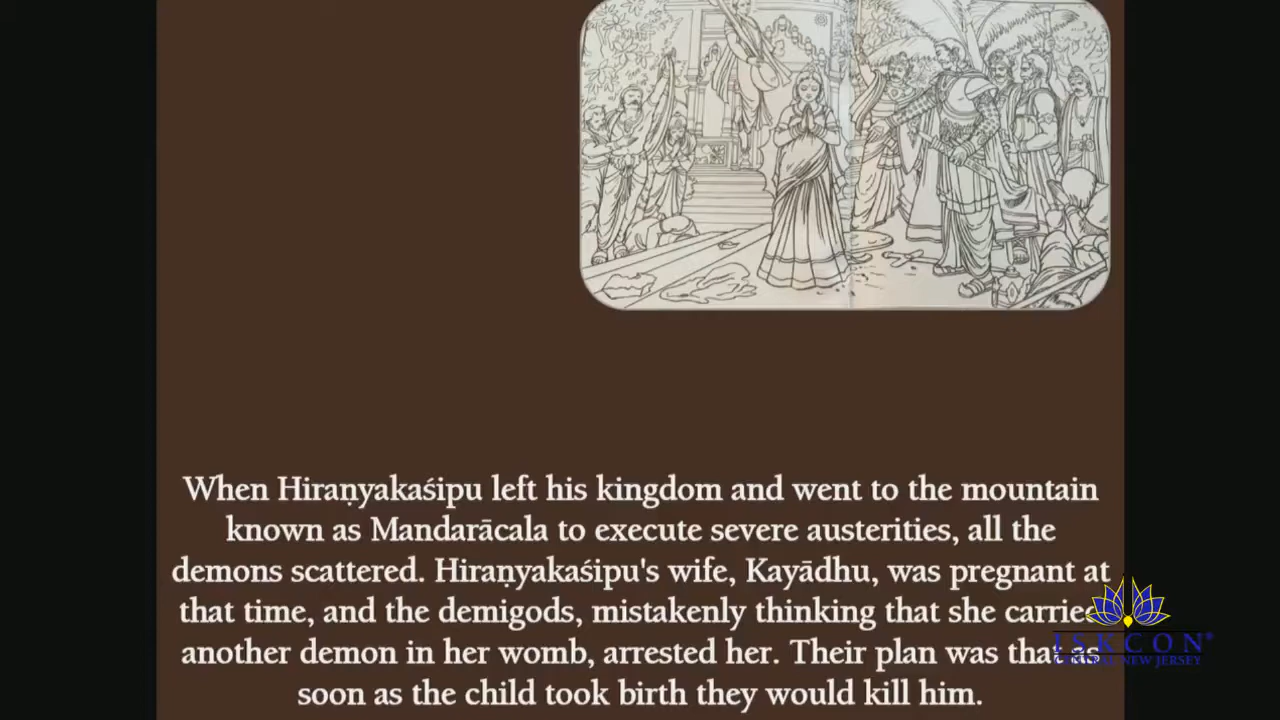 When Hiraṇyakaśipu left his kingdom and went to the mountain
known as Mandarācala to execute severe austerities, all the
demons scattered. Hiraṇyakaśipu's wife, Kayādhu, was pregnant at
that time, and the demigods, mistakenly thinking that she carried
another demon in her womb, arrested her. Their plan was that as
soon as the child took birth they would kill him.
ISKCON®
CENTRAL NEW JERSEY